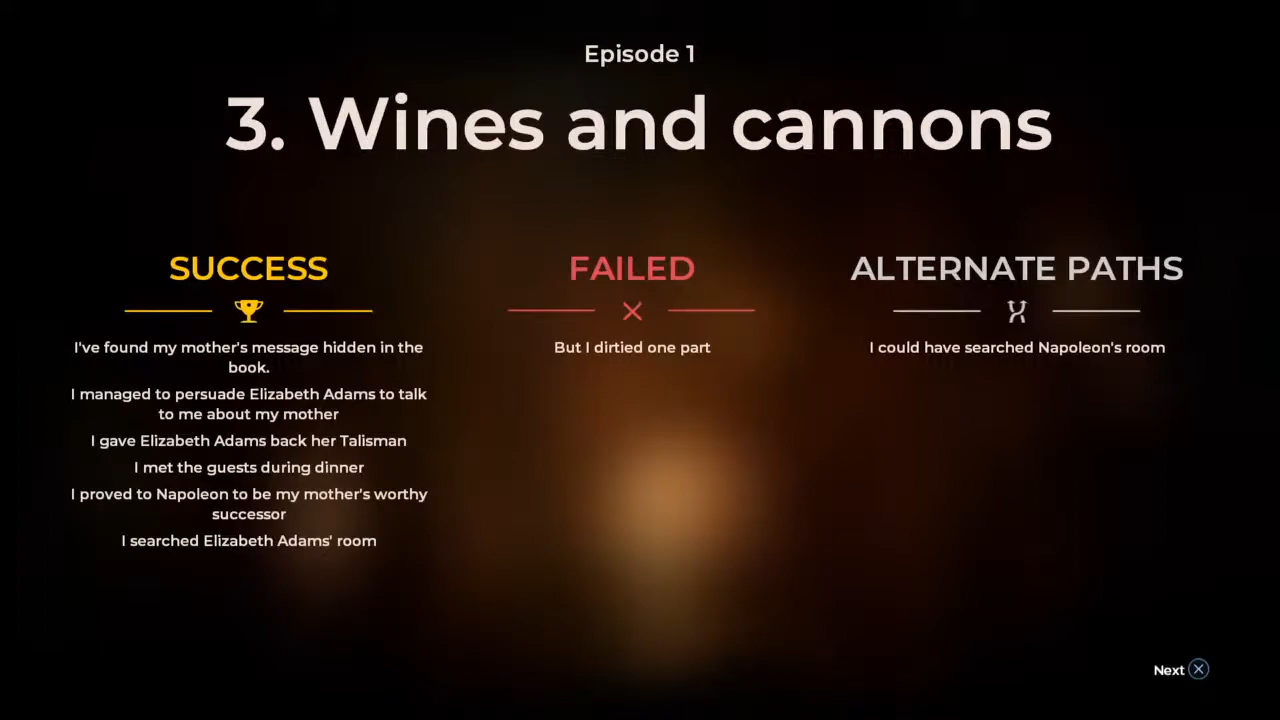 Episode 1
3. Wines and cannons
SUCCESS
I've found my mother's message hidden in the
book.
I managed to persuade Elizabeth Adams to talk
to me about my mother
I gave Elizabeth Adams back her Talisman
I met the guests during dinner
I proved to Napoleon to be my mother's worthy
successor
I searched Elizabeth Adams' room
FAILED
But I dirtied one part
ALTERNATE PATHS
I could have searched Napoleon's room
Next